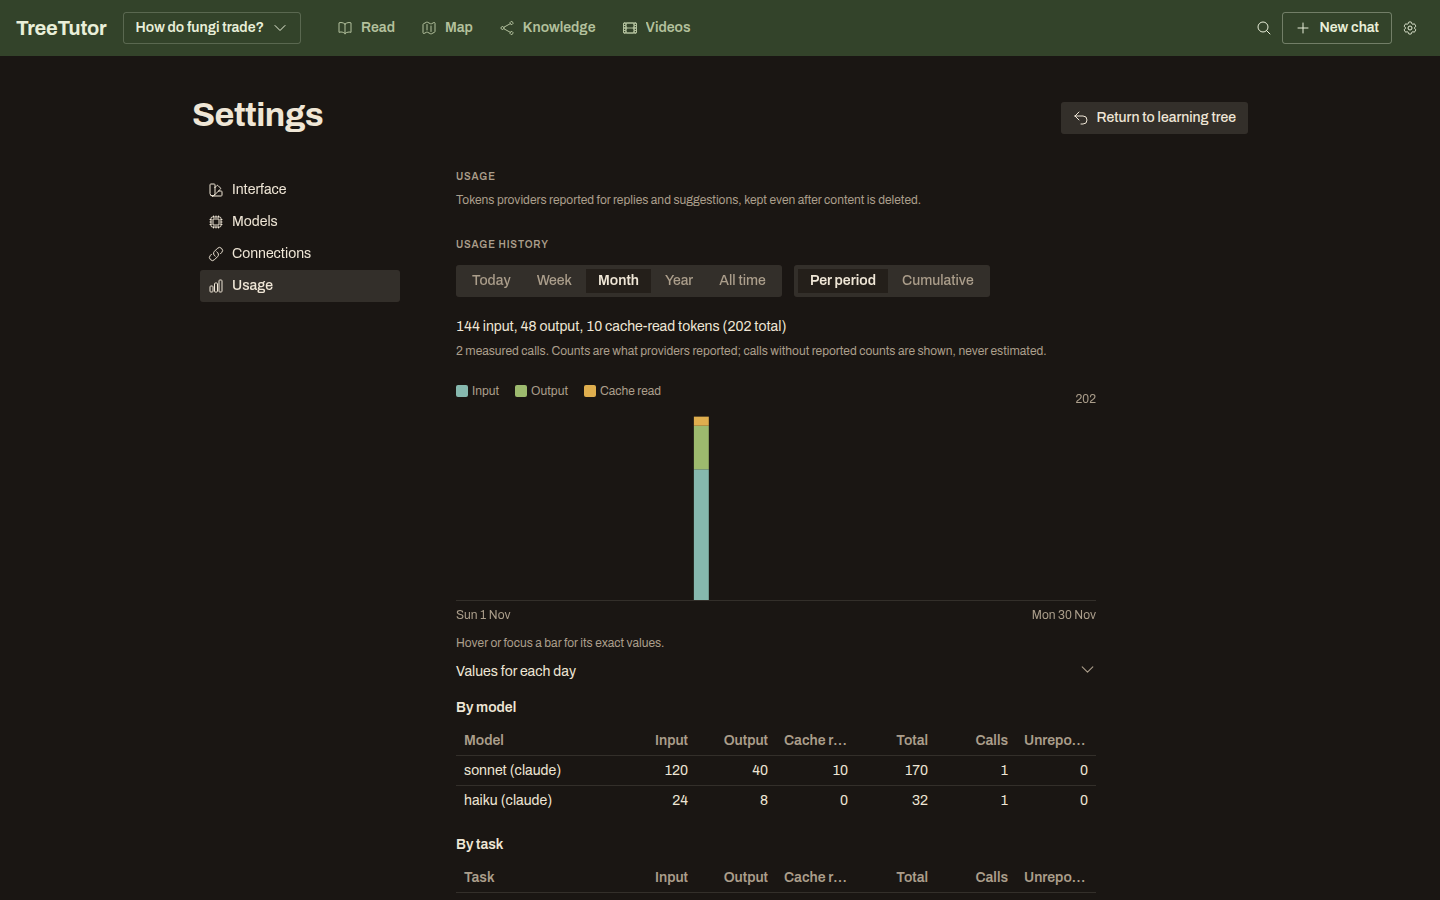 TreeTutor How do fungi trade? Read Map Knowledge Videos New chat
Settings
Return to learning tree
Interface
Models
Connections
Usage
USAGE
Tokens providers reported for replies and suggestions, kept even after content is deleted.
USAGE HISTORY
Today Week Month Year All time Per period Cumulative
144 input, 48 output, 10 cache-read tokens (202 total)
2 measured calls. Counts are what providers reported; calls without reported counts are shown, never estimated.
Input Output Cache read
202
Sun 1 Nov Mon 30 Nov
Hover or focus a bar for its exact values.
Values for each day
By model
Model Input Output Cache r... Total Calls Unrepo...
sonnet (claude) 120 40 10 170 1 0
haiku (claude) 24 8 0 32 1 0
By task
Task Input Output Cache r... Total Calls Unrepo...